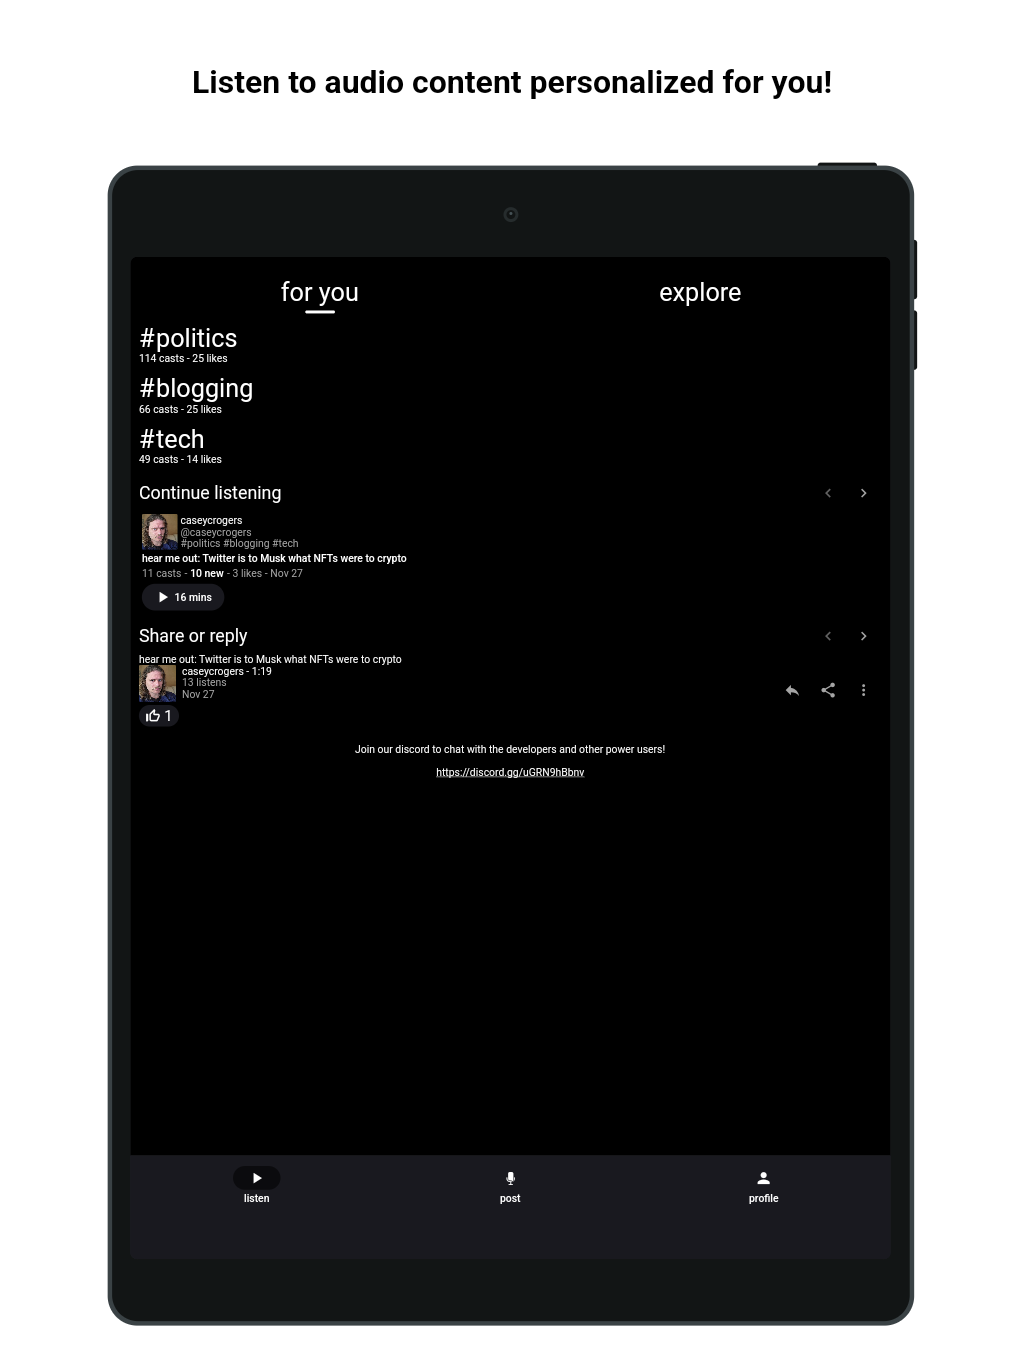 Listen to audio content personalized for you!
for you
explore
#politics
114 casts - 25 likes
#blogging
66 casts - 25 likes
#tech
49 casts - 14 likes
Continue listening
caseycrogers
@caseycrogers
#politics #blogging #tech
hear me out: Twitter is to Musk what NFTs were to crypto
11 casts - 10 new - 3 likes - Nov 27
16 mins
Share or reply
hear me out: Twitter is to Musk what NFTs were to crypto
caseycrogers - 1:19
13 listens
Nov 27
1
Join our discord to chat with the developers and other power users!
https://discord.gg/uGRN9hBbnv
listen
post
profile